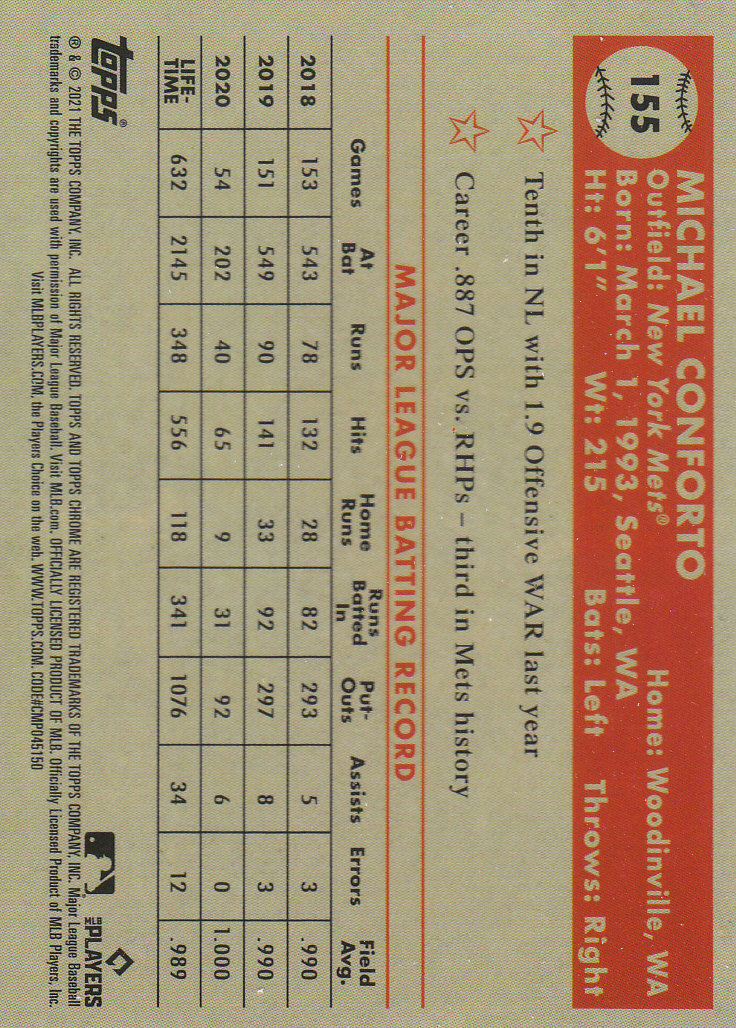 155
MICHAEL CONFORTO
Outfield: New York Mets® Home: Woodinville, WA
Born: March 1, 1993, Seattle, WA
Ht: 6'1" Wt: 215 Bats: Left Throws: Right
Tenth in NL with 1.9 Offensive WAR last year
Career .887 OPS vs. RHPs – third in Mets history
MAJOR LEAGUE BATTING RECORD
Games At Bat Runs Hits Home Runs Runs Batted In Put-Outs Assists Errors Field Avg.
2018 153 543 78 132 28 82 293 5 3 .990
2019 151 549 90 141 33 92 297 8 3 .990
2020 54 202 40 65 9 31 92 6 0 1.000
LIFE-TIME 632 2145 348 556 118 341 1076 34 12 .989
topps®
MLB PLAYERS
® & © 2021 THE TOPPS COMPANY, INC. ALL RIGHTS RESERVED. TOPPS AND TOPPS CHROME ARE REGISTERED TRADEMARKS OF THE TOPPS COMPANY, INC. Major League Baseball
trademarks and copyrights are used with permission of Major League Baseball. Visit MLB.com. OFFICIALLY LICENSED PRODUCT OF MLB. Officially Licensed Product of MLB Players, Inc.
Visit MLBPLAYERS.COM, the Players Choice on the web. WWW.TOPPS.COM. CODE#CMP045150